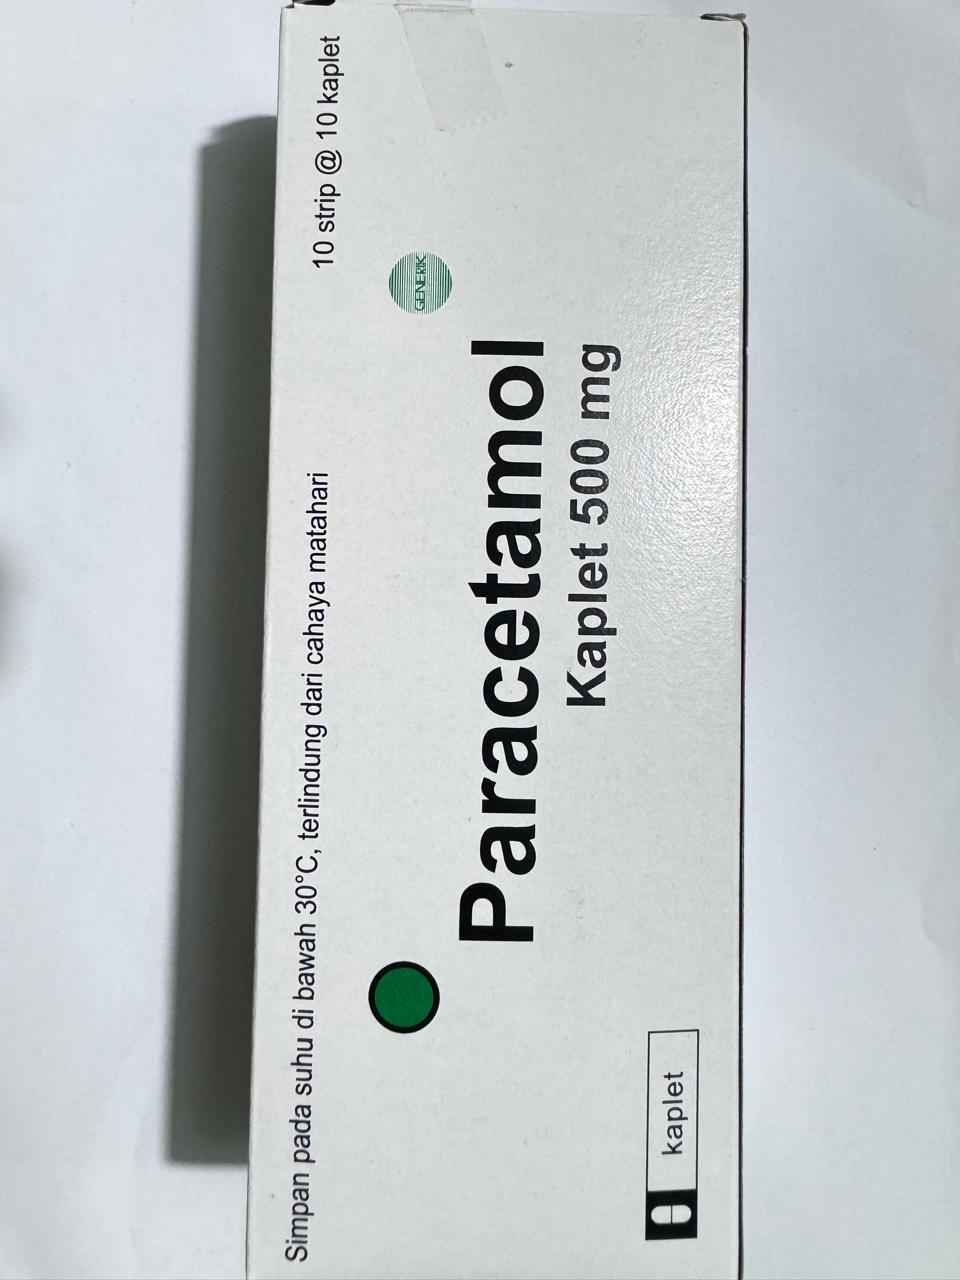 Simpan pada suhu di bawah 30°C, terlindung dari cahaya matahari
10 strip @ 10 kaplet
GENERIK
Paracetamol
Kaplet 500 mg
kaplet